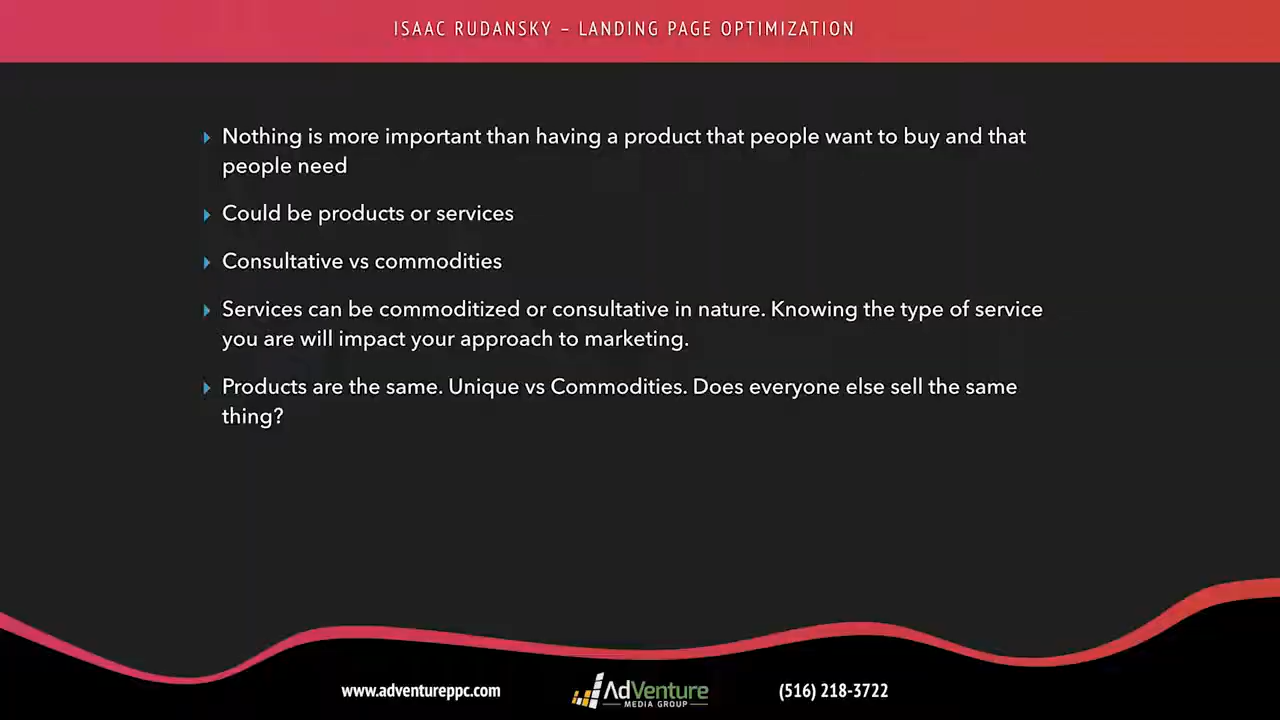 ISAAC RUDANSKY – LANDING PAGE OPTIMIZATION
Nothing is more important than having a product that people want to buy and that
people need
Could be products or services
Consultative vs commodities
Services can be commoditized or consultative in nature. Knowing the type of service
you are will impact your approach to marketing.
Products are the same. Unique vs Commodities. Does everyone else sell the same
thing?
www.adventureppc.com
AdVenture
MEDIA GROUP
(516) 218-3722